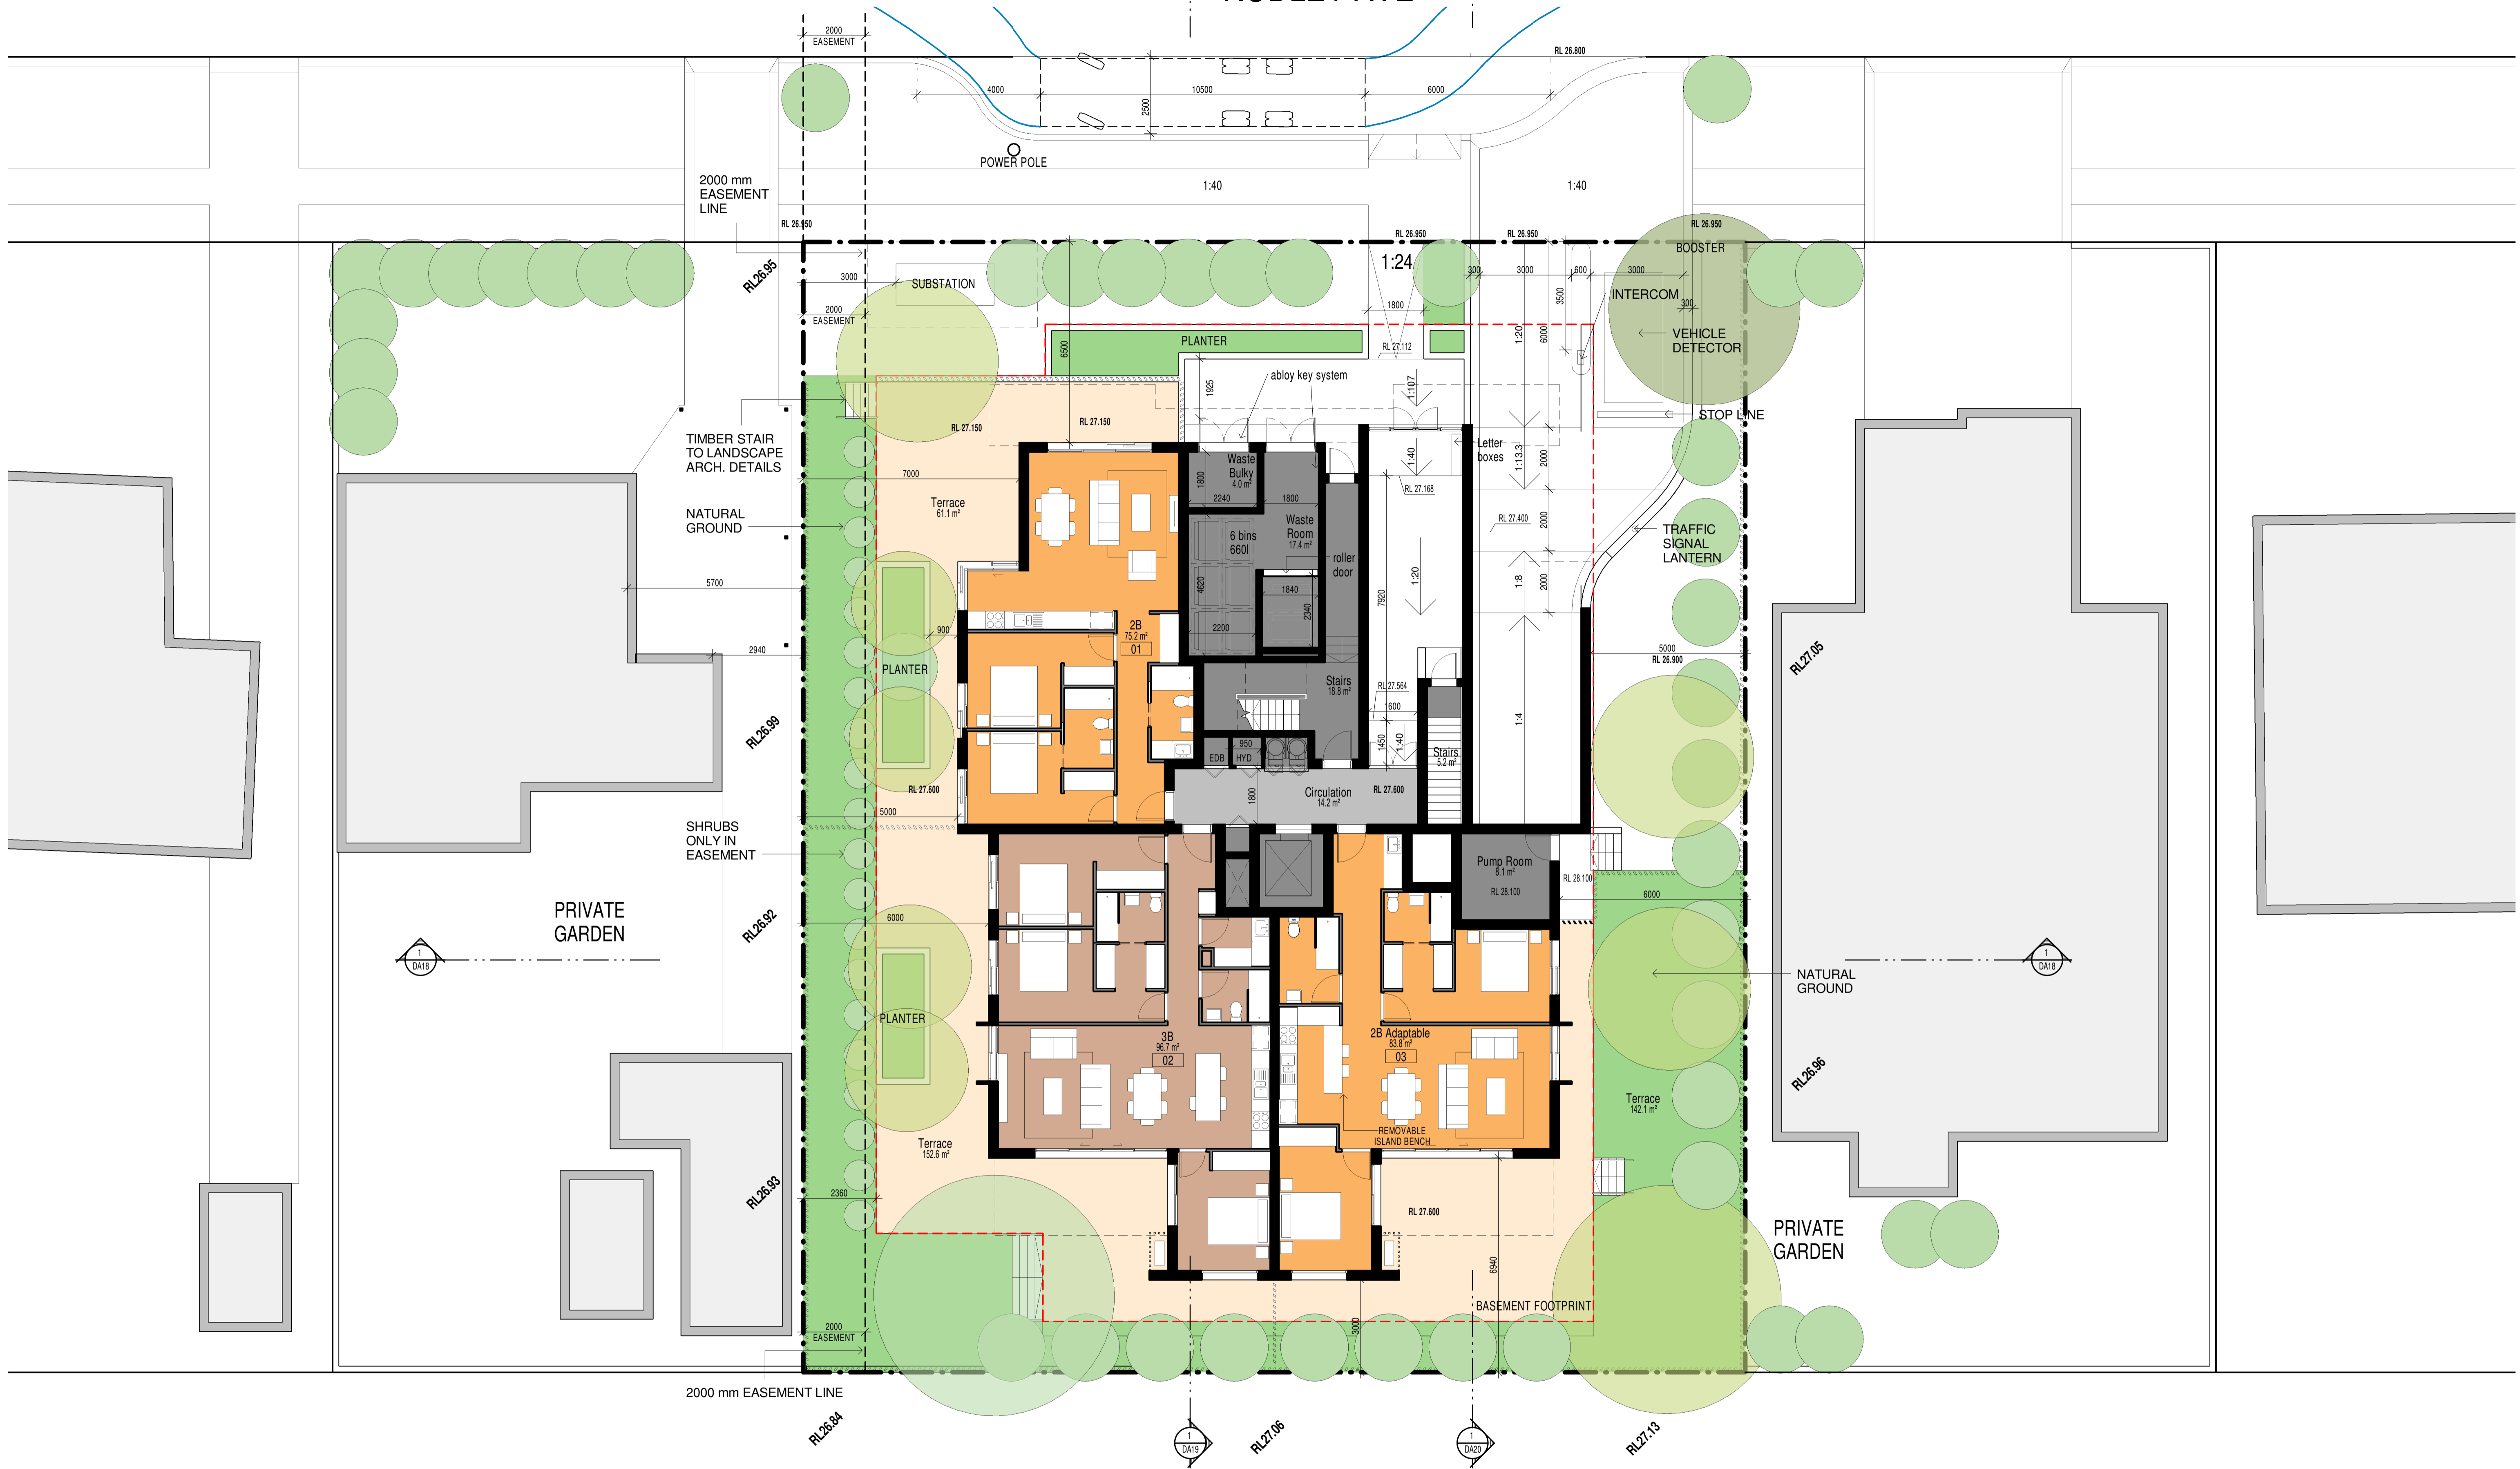 2000
EASEMENT
RL 26.800
4000
10500
6000
2500
POWER POLE
2000 mm
EASEMENT
LINE
1:40
1:40
RL 26.950
RL 26.950
RL 26.950
RL 26.950
BOOSTER
RL26.95
3000
SUBSTATION
1:24
300
3000
600
3000
INTERCOM
3500
300
2000
EASEMENT
1800
6500
PLANTER
RL 27.112
1:20
6000
VEHICLE
DETECTOR
1925
abloy key system
1:107
TIMBER STAIR
TO LANDSCAPE
ARCH. DETAILS
RL 27.150
RL 27.150
STOP LINE
Letter
boxes
7000
Terrace
61.1 m²
Waste
Bulky
4.0 m²
1800
2240
1800
1:40
1:13.3
2000
RL 27.168
NATURAL
GROUND
6 bins
660l
Waste
Room
17.4 m²
RL 27.400
2000
TRAFFIC
SIGNAL
LANTERN
roller
door
5700
4620
1840
2340
7920
1:20
1:8
2000
2200
900
2B
75.2 m²
01
2940
PLANTER
5000
RL 26.900
RL27.05
Stairs
18.8 m²
RL 27.564
1600
RL26.99
1:4
950
EDB
HYD
1450
1:40
Stairs
5.2 m²
RL 27.600
1800
Circulation
14.2 m²
RL 27.600
5000
SHRUBS
ONLY IN
EASEMENT
Pump Room
8.1 m²
RL 28.100
RL 28.100
PRIVATE
GARDEN
RL26.92
6000
6000
1
DA18
1
DA18
NATURAL
GROUND
PLANTER
3B
96.7 m²
02
2B Adaptable
83.8 m²
03
RL26.96
Terrace
142.1 m²
REMOVABLE
ISLAND BENCH
Terrace
152.6 m²
RL26.93
2360
RL 27.600
PRIVATE
GARDEN
6940
BASEMENT FOOTPRINT
3000
2000
EASEMENT
2000 mm EASEMENT LINE
RL26.84
1
DA19
RL27.06
1
DA20
RL27.13